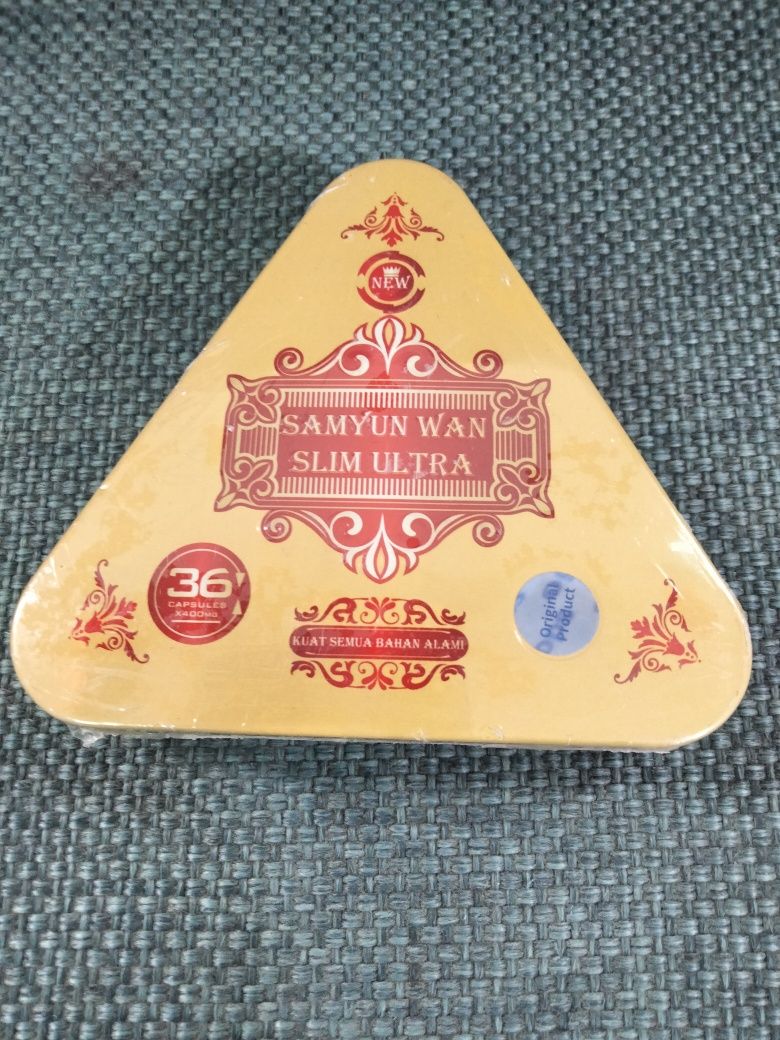 NEW
SAMYUN WAN
SLIM ULTRA
36
CAPSULES
X400MG
Original
Product
KUAT SEMUA BAHAN ALAMI